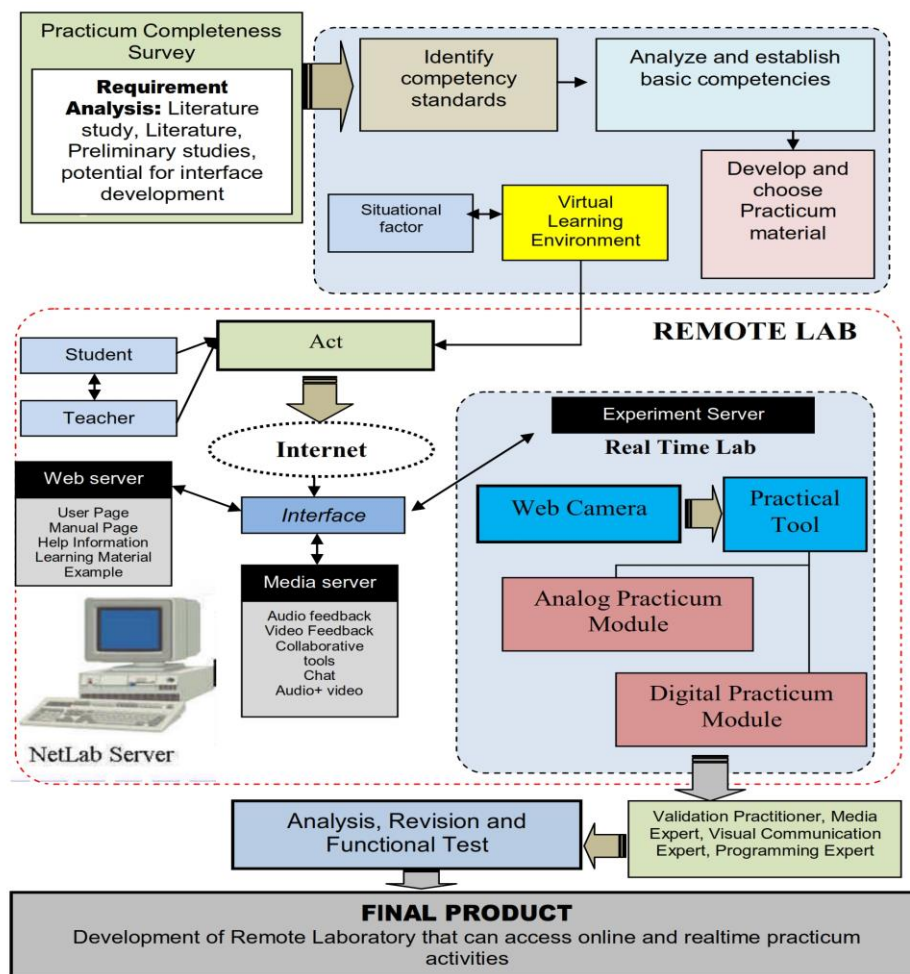 Practicum Completeness
Survey
Requirement
Analysis: Literature
study, Literature,
Preliminary studies,
potential for interface
development
Identify
competency
standards
Analyze and establish
basic competencies
Develop and
choose
Practicum
material
Situational
factor
Virtual
Learning
Environment
REMOTE LAB
Act
Student
Teacher
Internet
Experiment Server
Real Time Lab
Web server
User Page
Manual Page
Help Information
Learning Material
Example
Interface
Web Camera
Practical
Tool
Media server
Audio feedback
Video Feedback
Collaborative
tools
Chat
Audio+ video
Analog Practicum
Module
Digital Practicum
Module
NetLab Server
Analysis, Revision and
Functional Test
Validation Practitioner, Media
Expert, Visual Communication
Expert, Programming Expert
FINAL PRODUCT
Development of Remote Laboratory that can access online and realtime practicum
activities